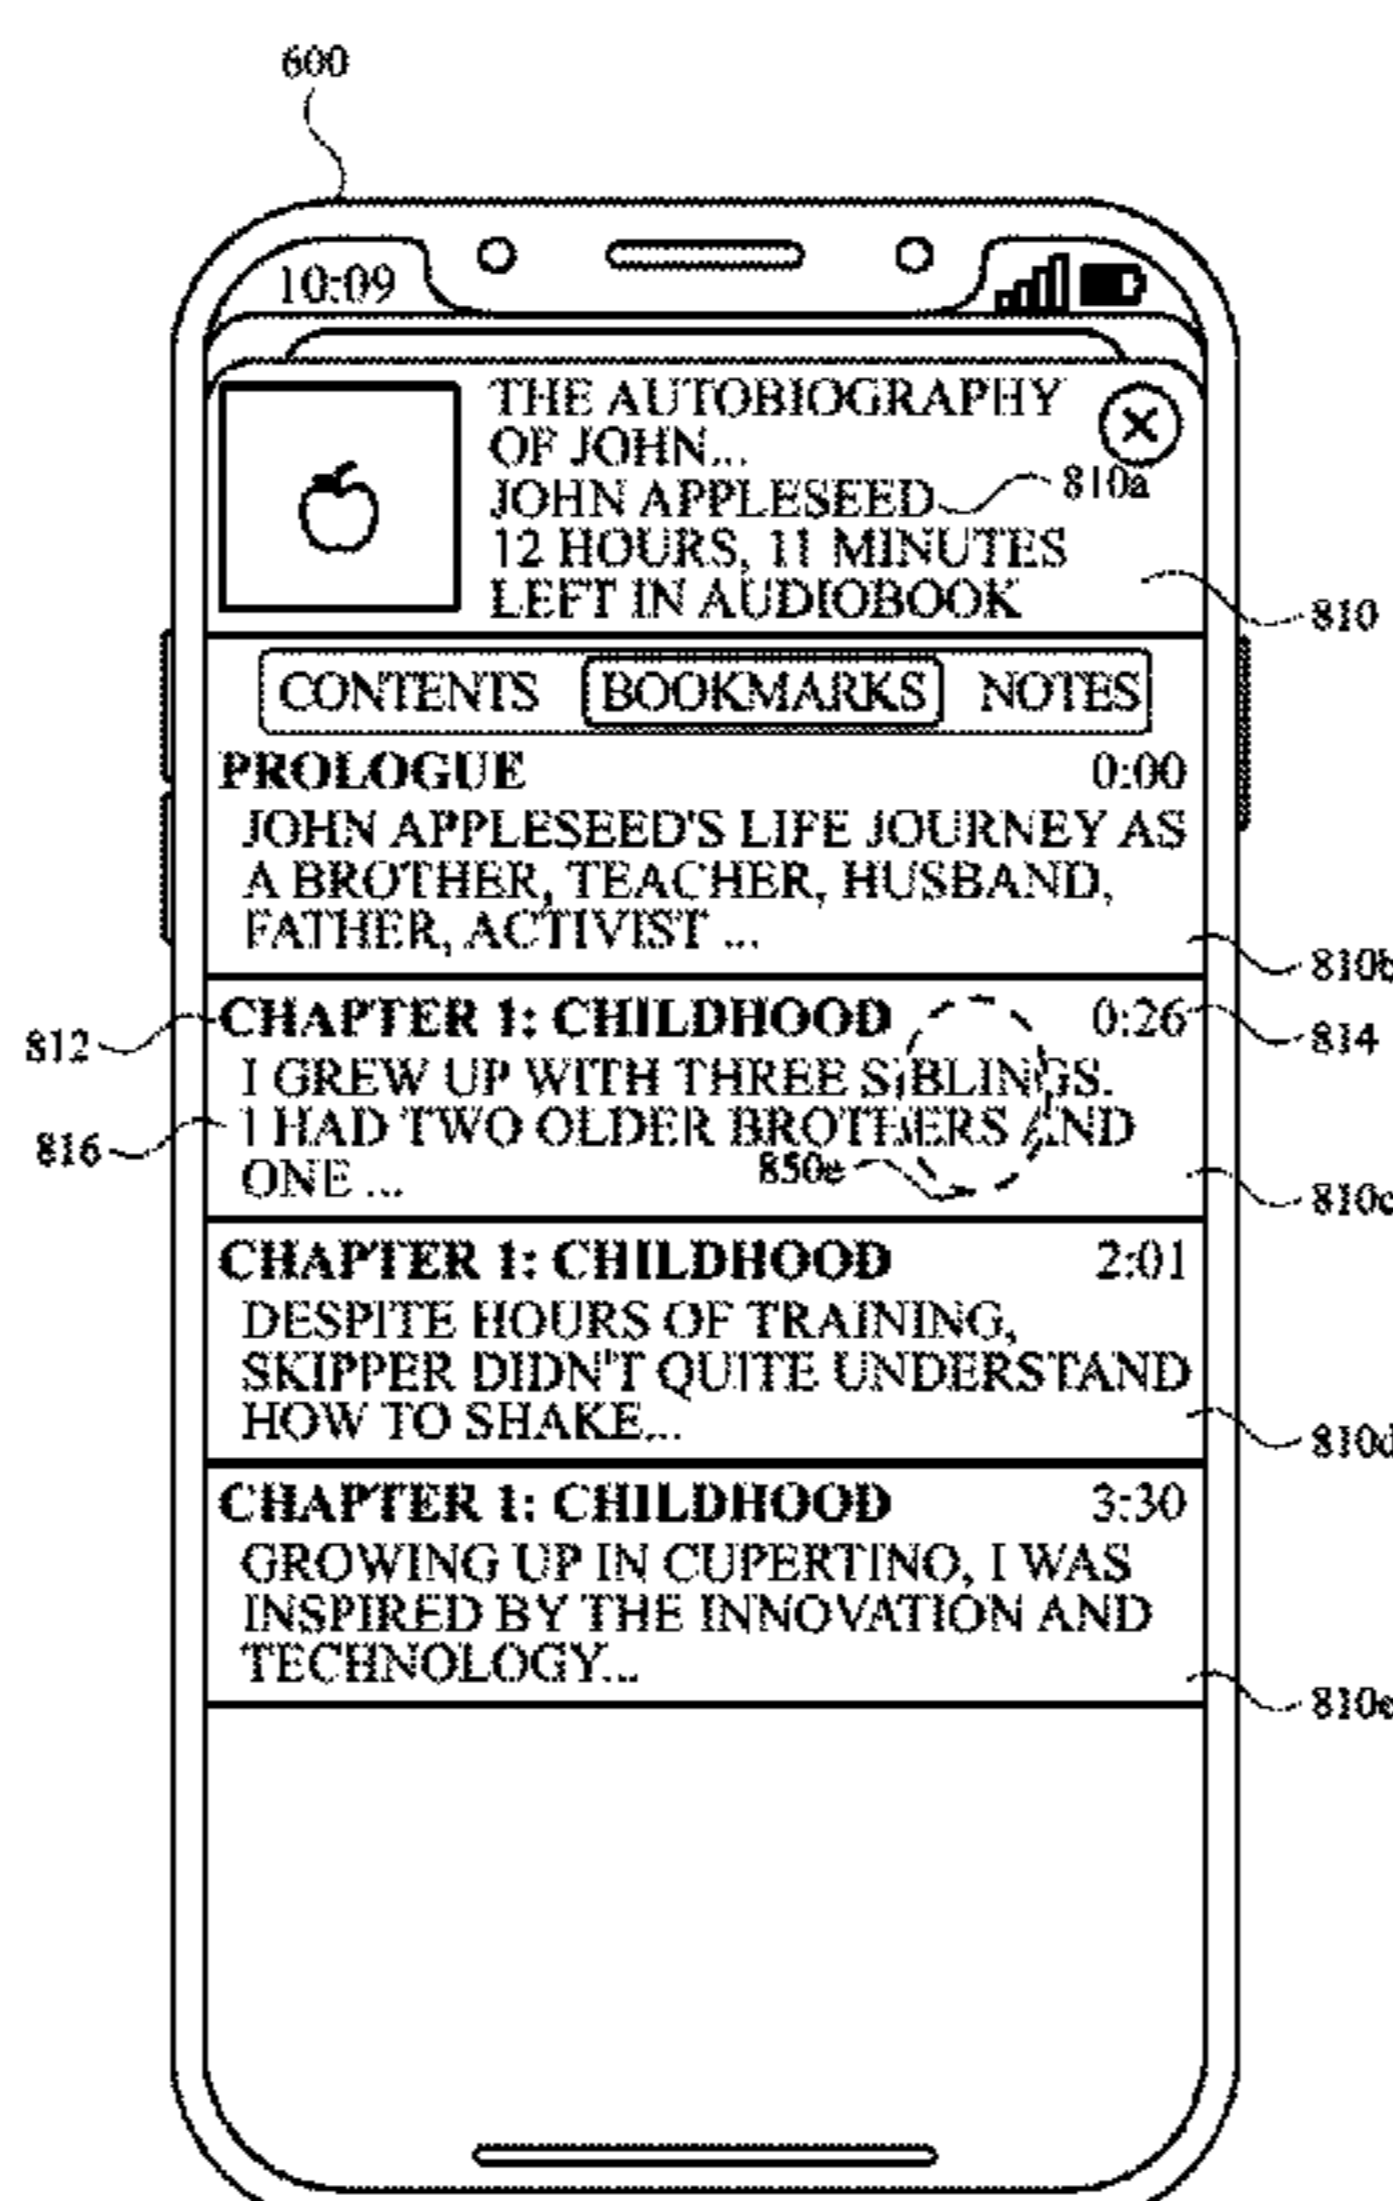 600
10:09
THE AUTOBIOGRAPHY
OF JOHN...
JOHN APPLESEED
810a
12 HOURS, 11 MINUTES
LEFT IN AUDIOBOOK
810
CONTENTS BOOKMARKS NOTES
PROLOGUE 0:00
JOHN APPLESEED'S LIFE JOURNEY AS
A BROTHER, TEACHER, HUSBAND,
FATHER, ACTIVIST ...
810b
812 CHAPTER 1: CHILDHOOD 0:26 814
I GREW UP WITH THREE SIBLINGS.
816 I HAD TWO OLDER BROTHERS AND
ONE ...
850e
810c
CHAPTER 1: CHILDHOOD 2:01
DESPITE HOURS OF TRAINING,
SKIPPER DIDN'T QUITE UNDERSTAND
HOW TO SHAKE...
810d
CHAPTER 1: CHILDHOOD 3:30
GROWING UP IN CUPERTINO, I WAS
INSPIRED BY THE INNOVATION AND
TECHNOLOGY...
810e